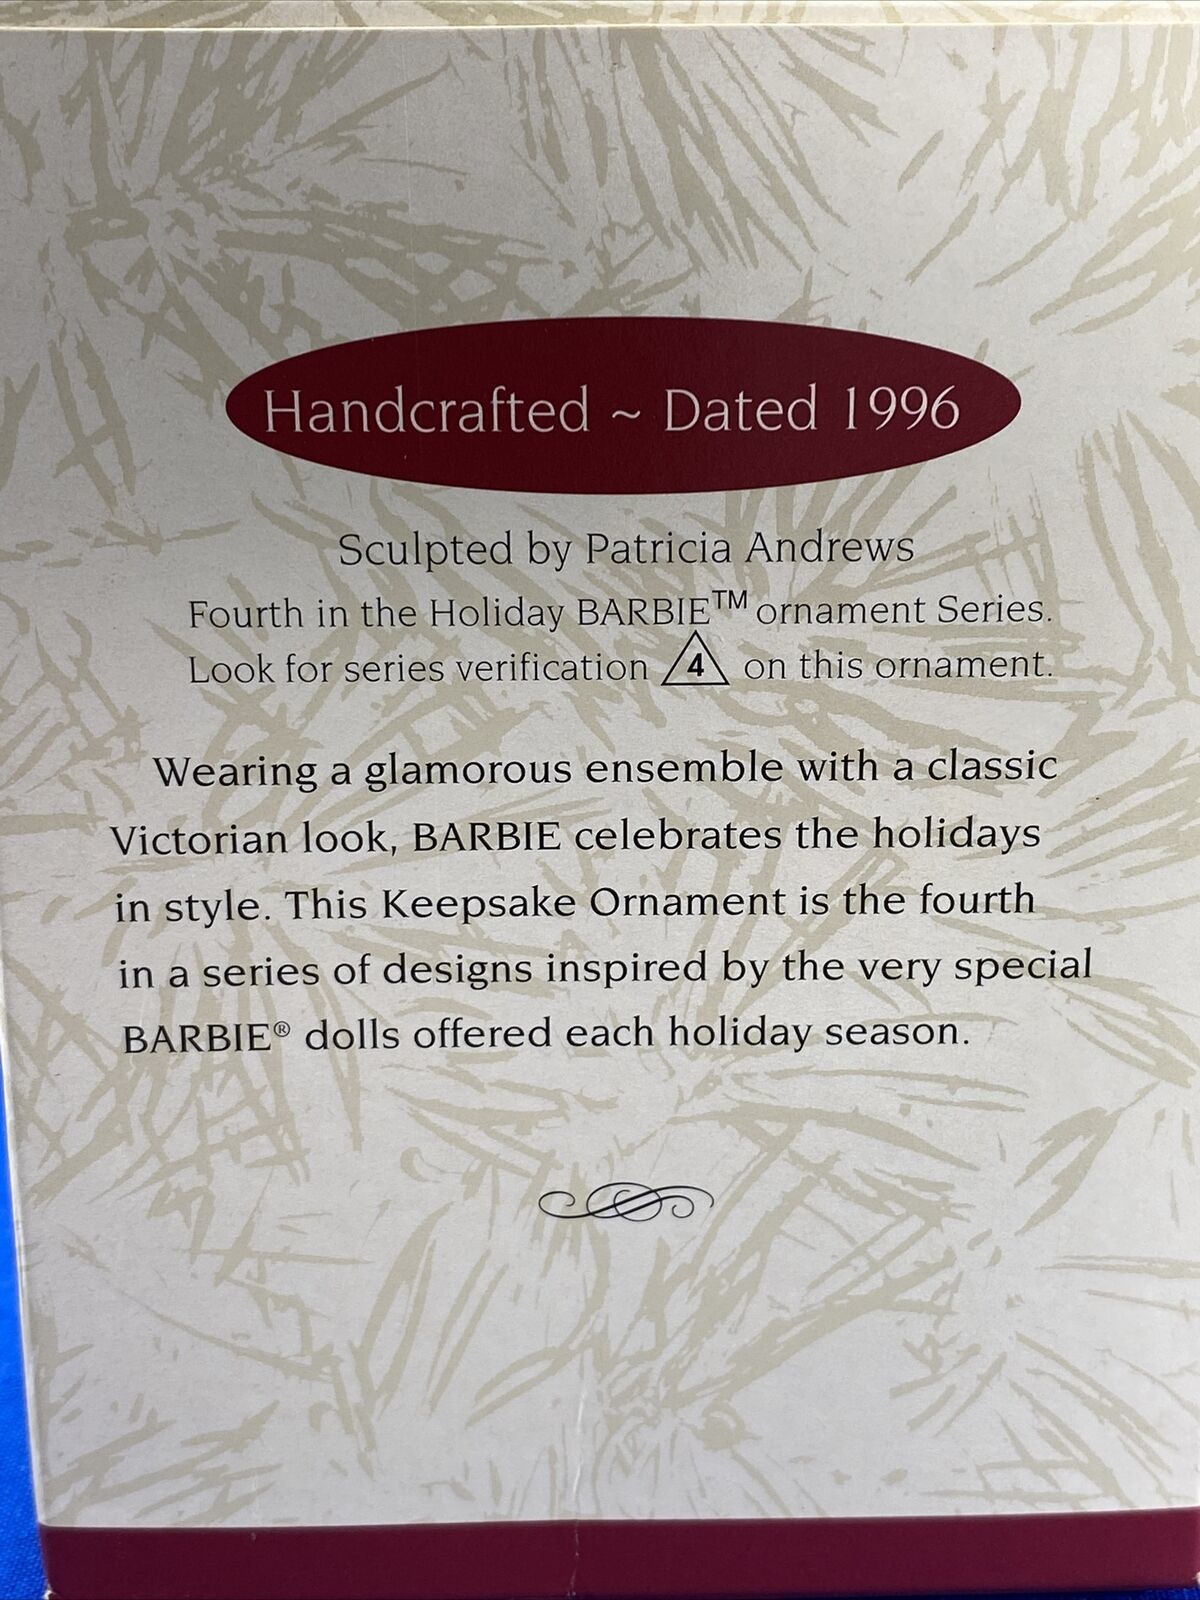 Handcrafted ~ Dated 1996
Sculpted by Patricia Andrews
Fourth in the Holiday BARBIE™ ornament Series.
Look for series verification 4 on this ornament.
Wearing a glamorous ensemble with a classic
Victorian look, BARBIE celebrates the holidays
in style. This Keepsake Ornament is the fourth
in a series of designs inspired by the very special
BARBIE® dolls offered each holiday season.